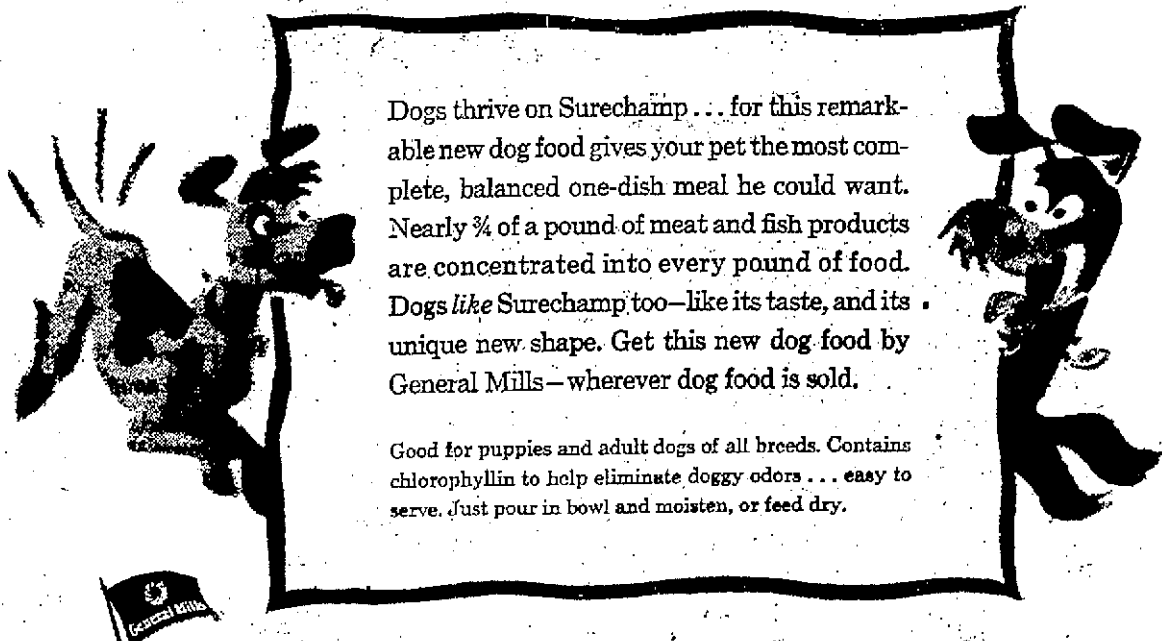 Dogs thrive on Surechamp... for this remark-
able new dog food gives your pet the most com-
plete, balanced one-dish meal he could want.
Nearly ¾ of a pound of meat and fish products
are concentrated into every pound of food.
Dogs like Surechamp too—like its taste, and its
unique new shape. Get this new dog food by
General Mills—wherever dog food is sold.
Good for puppies and adult dogs of all breeds. Contains
chlorophyllin to help eliminate doggy odors... easy to
serve. Just pour in bowl and moisten, or feed dry.
General Mills